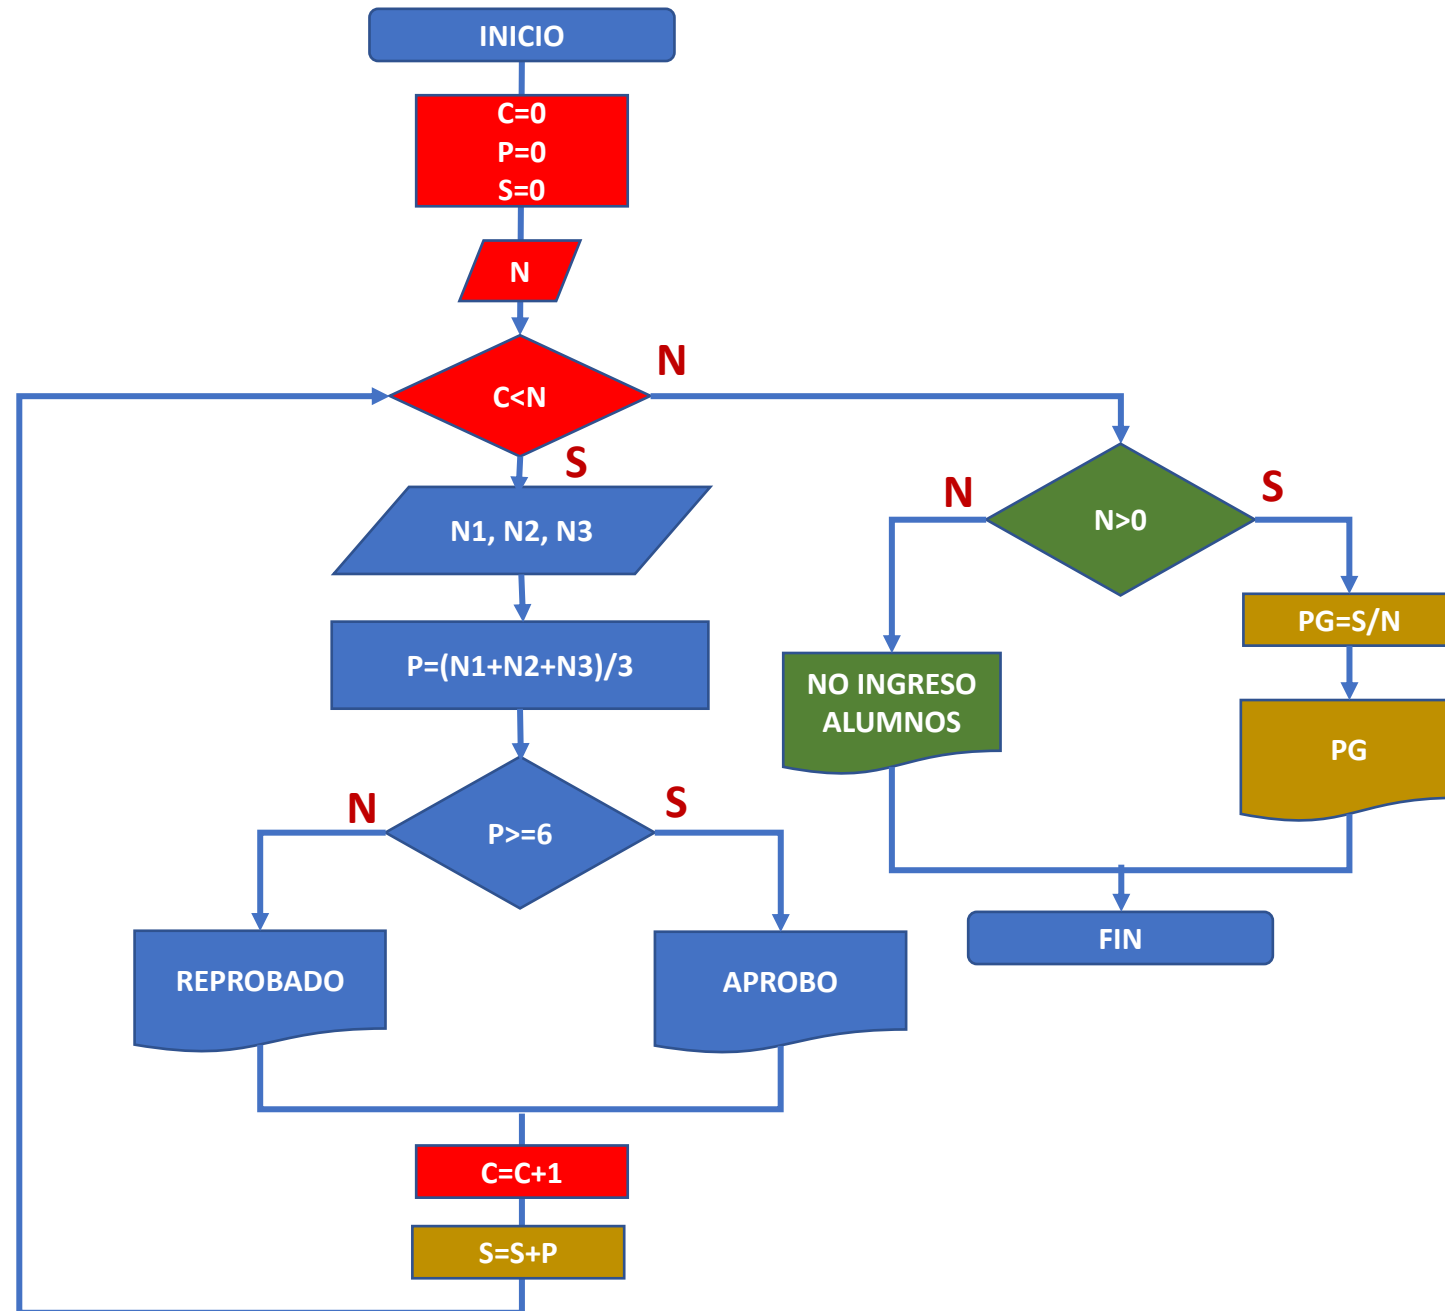 INICIO
C=0
P=0
S=0
N
C<N
N
S
N1, N2, N3
P=(N1+N2+N3)/3
P>=6
N
S
REPROBADO
APROBO
C=C+1
S=S+P
N>0
N
S
NO INGRESO
ALUMNOS
PG=S/N
PG
FIN